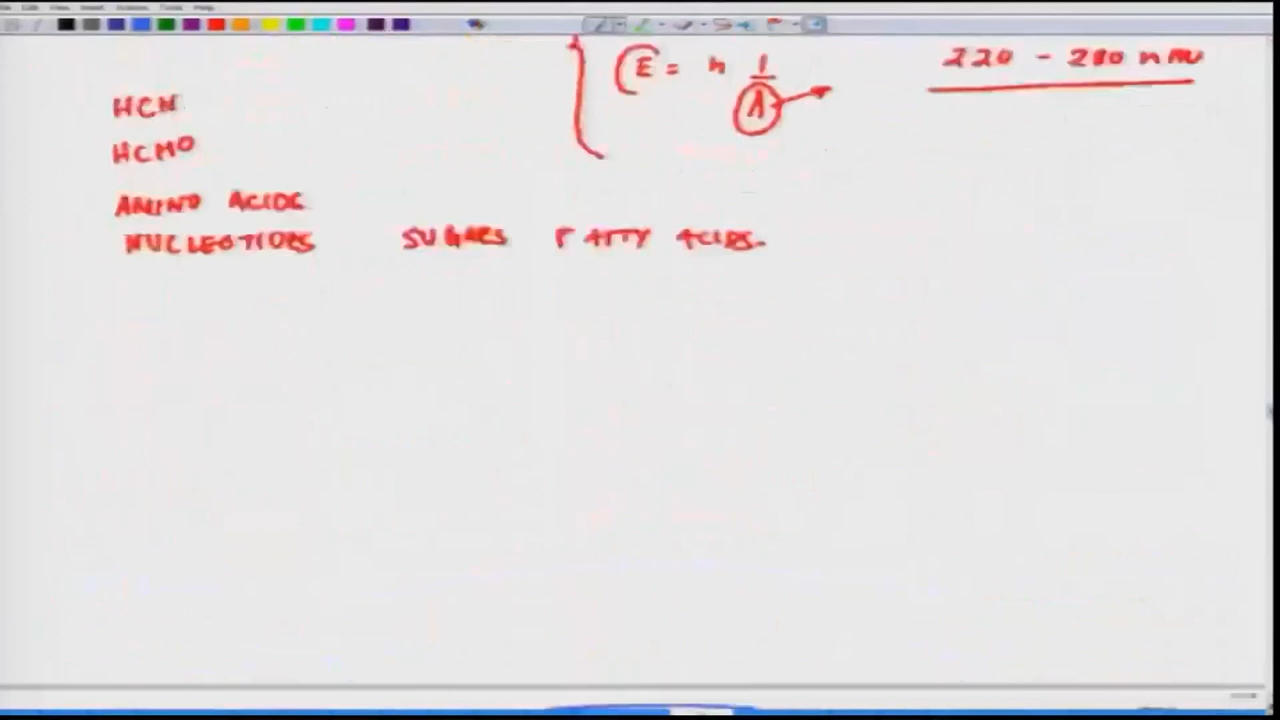 E = h 1/λ
220 - 280 nm
HCN
HCHO
AMINO ACIDS
NUCLEOTIDES SUGARS FATTY ACIDS.